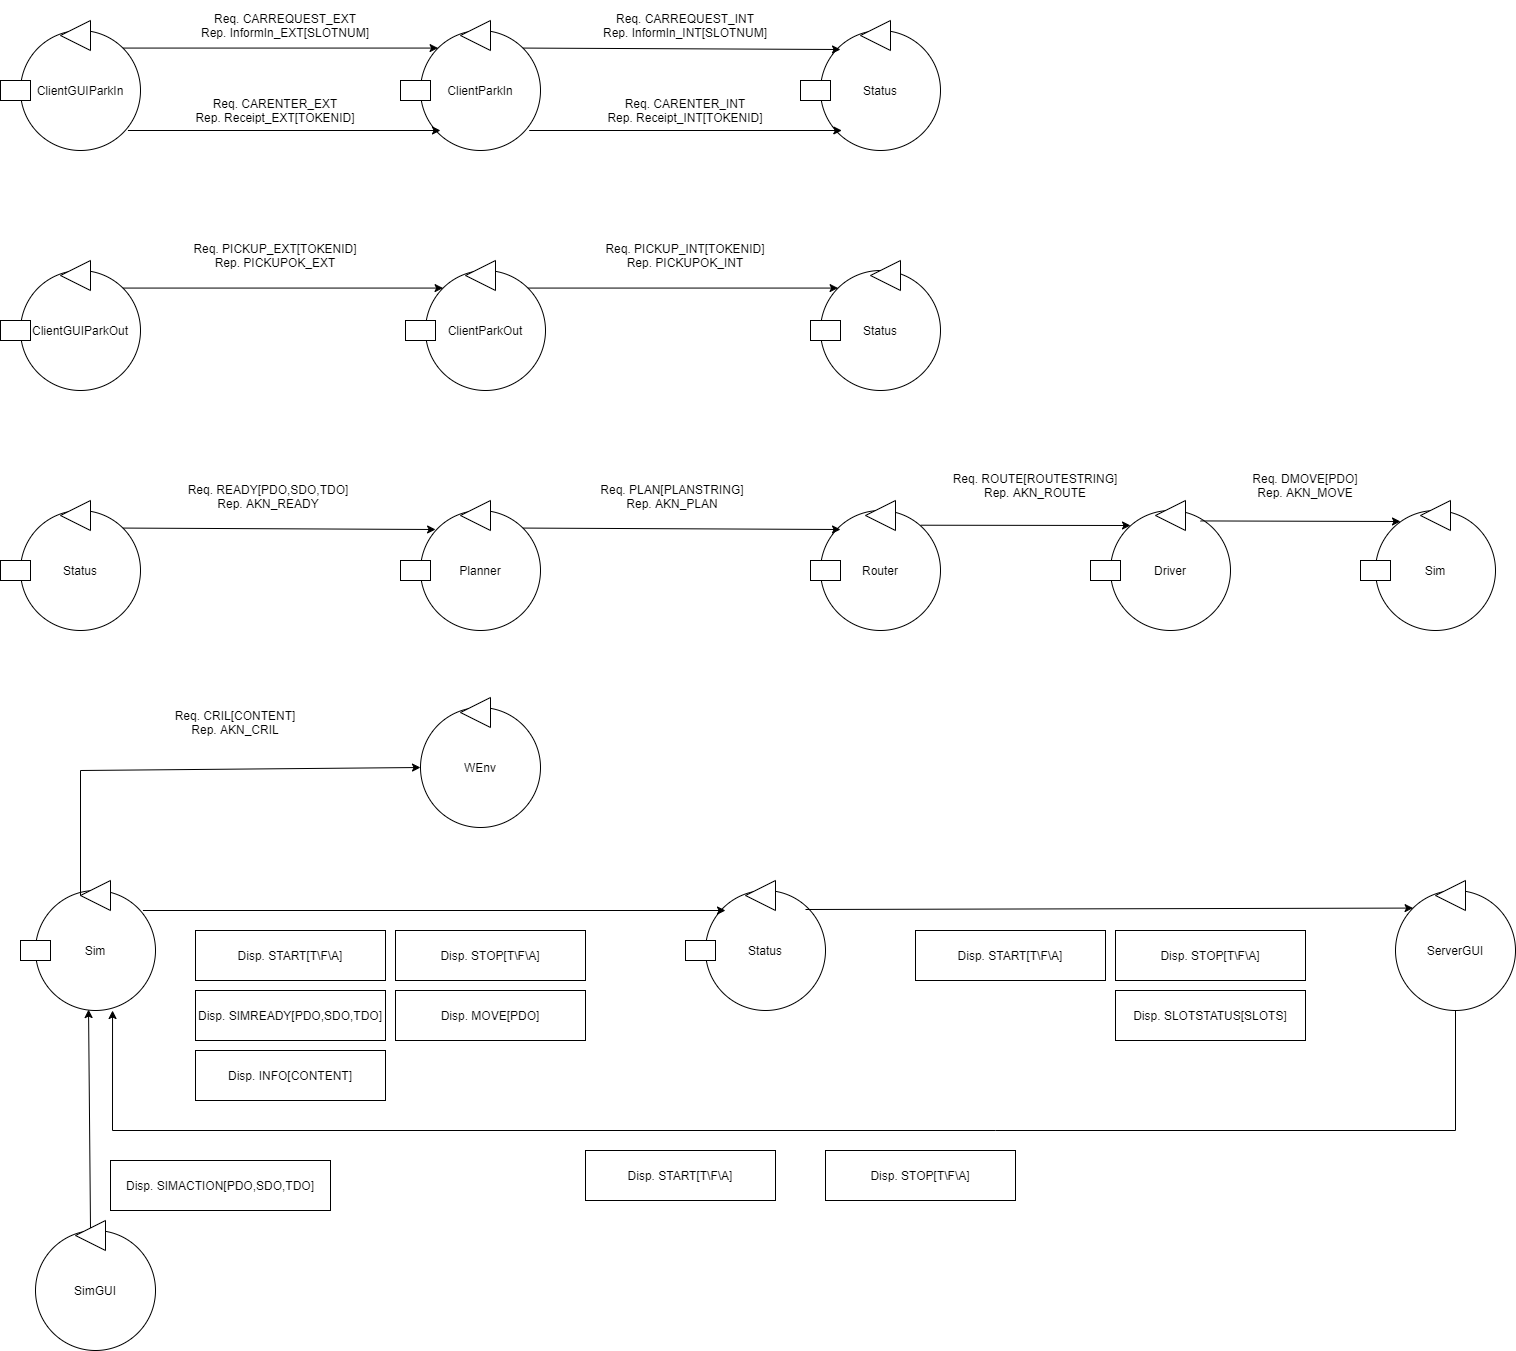 Req. CARREQUEST_EXT
Rep. InformIn_EXT[SLOTNUM]
Req. CARREQUEST_INT
Rep. InformIn_INT[SLOTNUM]
ClientGUIParkIn
ClientParkIn
Status
Req. CARENTER_EXT
Rep. Receipt_EXT[TOKENID]
Req. CARENTER_INT
Rep. Receipt_INT[TOKENID]
Req. PICKUP_EXT[TOKENID]
Rep. PICKUPOK_EXT
Req. PICKUP_INT[TOKENID]
Rep. PICKUPOK_INT
ClientGUIParkOut
ClientParkOut
Status
Req. READY[PDO,SDO,TDO]
Rep. AKN_READY
Req. PLAN[PLANSTRING]
Rep. AKN_PLAN
Req. ROUTE[ROUTESTRING]
Rep. AKN_ROUTE
Req. DMOVE[PDO]
Rep. AKN_MOVE
Status
Planner
Router
Driver
Sim
Req. CRIL[CONTENT]
Rep. AKN_CRIL
WEnv
Sim
Status
ServerGUI
Disp. START[T\F\A]
Disp. STOP[T\F\A]
Disp. START[T\F\A]
Disp. STOP[T\F\A]
Disp. SIMREADY[PDO,SDO,TDO]
Disp. MOVE[PDO]
Disp. SLOTSTATUS[SLOTS]
Disp. INFO[CONTENT]
Disp. SIMACTION[PDO,SDO,TDO]
Disp. START[T\F\A]
Disp. STOP[T\F\A]
SimGUI